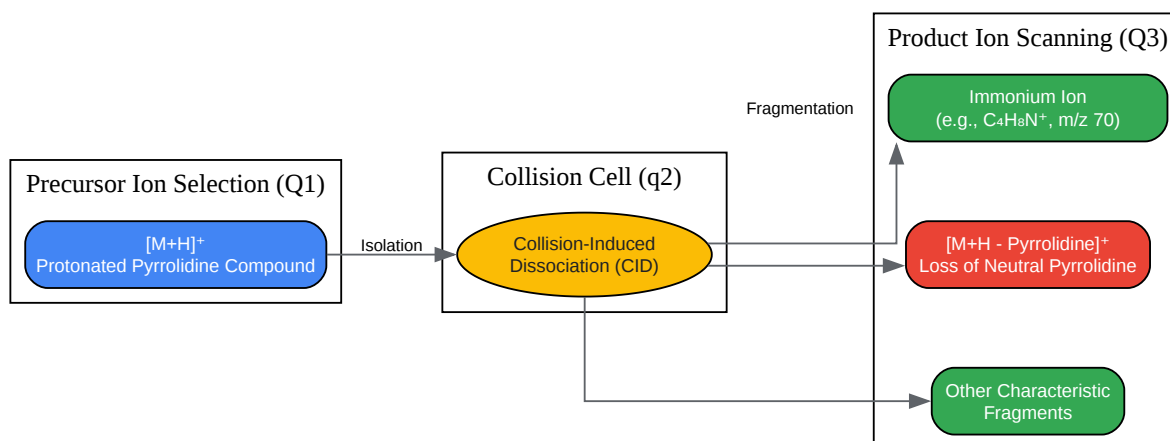 Precursor Ion Selection (Q1)
[M+H]⁺
Protonated Pyrrolidine Compound
Isolation
Collision Cell (q2)
Collision-Induced
Dissociation (CID)
Fragmentation
Product Ion Scanning (Q3)
Immonium Ion
(e.g., C₄H₈N⁺, m/z 70)
[M+H - Pyrrolidine]⁺
Loss of Neutral Pyrrolidine
Other Characteristic
Fragments